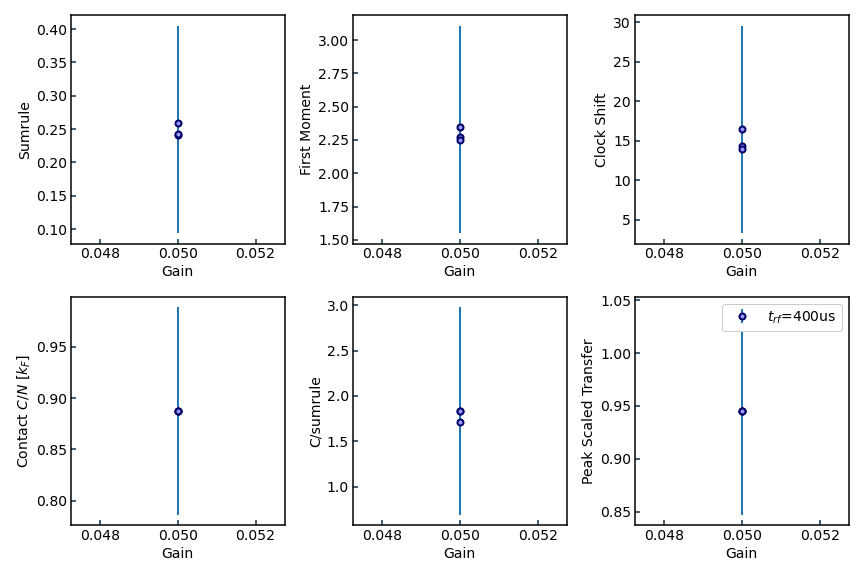 Sumrule
0.40
0.35
0.30
0.25
0.20
0.15
0.10
0.048 0.050 0.052
Gain
First Moment
3.00
2.75
2.50
2.25
2.00
1.75
1.50
0.048 0.050 0.052
Gain
Clock Shift
30
25
20
15
10
5
0.048 0.050 0.052
Gain
Contact C/N [k_F]
0.95
0.90
0.85
0.80
0.048 0.050 0.052
Gain
C/sumrule
3.0
2.5
2.0
1.5
1.0
0.048 0.050 0.052
Gain
Peak Scaled Transfer
1.05
1.00
0.95
0.90
0.85
t_rf=400us
0.048 0.050 0.052
Gain